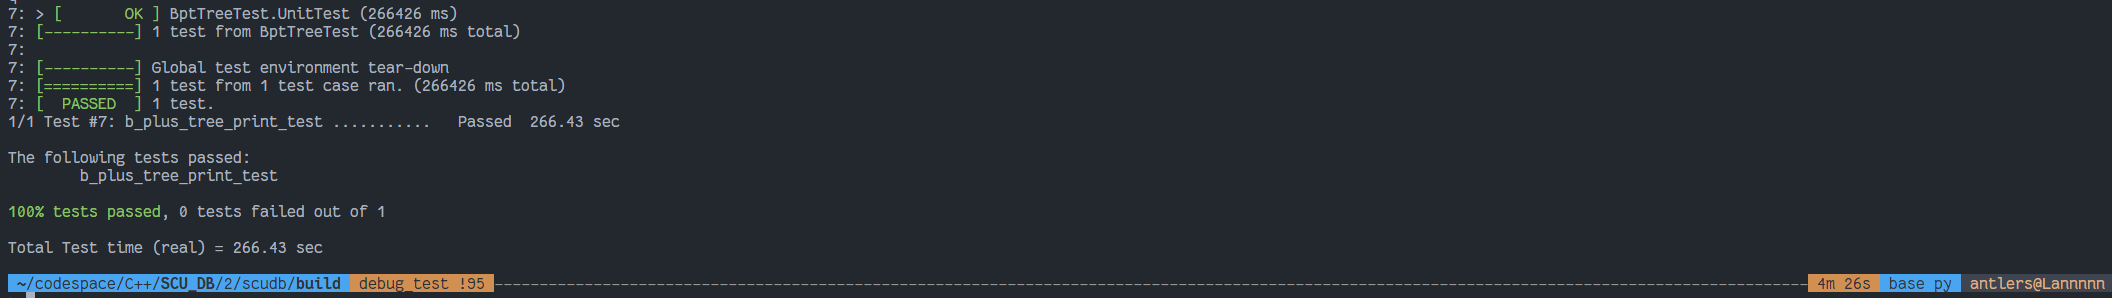 7: > [       OK ] BptTreeTest.UnitTest (266426 ms)
7: [----------] 1 test from BptTreeTest (266426 ms total)
7:
7: [----------] Global test environment tear-down
7: [==========] 1 test from 1 test case ran. (266426 ms total)
7: [  PASSED  ] 1 test.
1/1 Test #7: b_plus_tree_print_test ...........   Passed  266.43 sec
The following tests passed:
        b_plus_tree_print_test
100% tests passed, 0 tests failed out of 1
Total Test time (real) = 266.43 sec
~/codespace/C++/SCU_DB/2/scudb/build debug_test !95 4m 26s base py antlers@Lannnnn